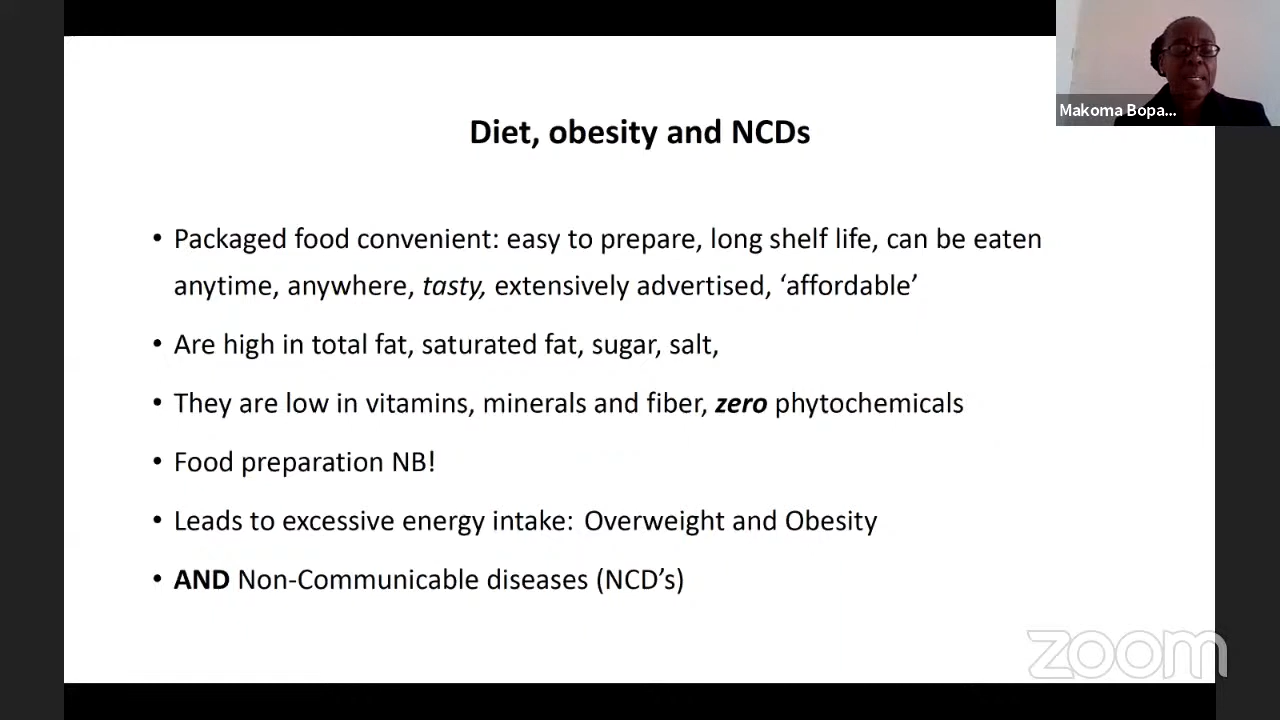 Makoma Bopa...
Diet, obesity and NCDs
• Packaged food convenient: easy to prepare, long shelf life, can be eaten
anytime, anywhere, tasty, extensively advertised, ‘affordable’
• Are high in total fat, saturated fat, sugar, salt,
• They are low in vitamins, minerals and fiber, zero phytochemicals
• Food preparation NB!
• Leads to excessive energy intake: Overweight and Obesity
• AND Non-Communicable diseases (NCD’s)
zoom